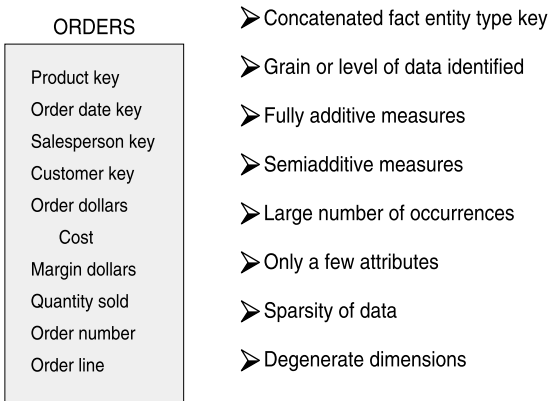 ORDERS
Product key
Order date key
Salesperson key
Customer key
Order dollars
Cost
Margin dollars
Quantity sold
Order number
Order line
Concatenated fact entity type key
Grain or level of data identified
Fully additive measures
Semiadditive measures
Large number of occurrences
Only a few attributes
Sparsity of data
Degenerate dimensions